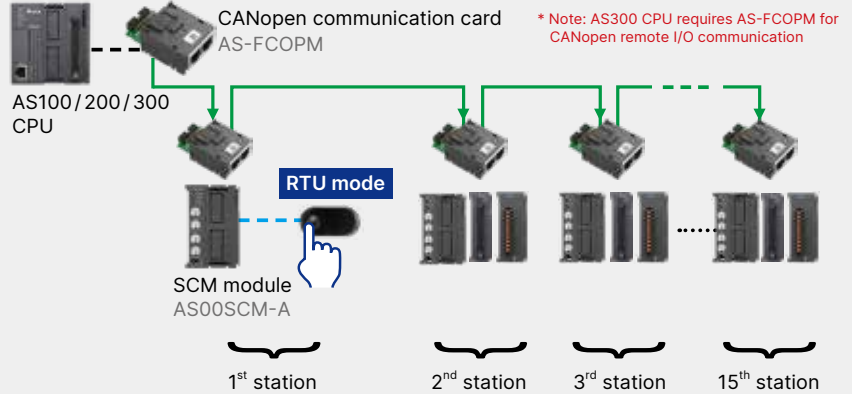 CANopen communication card
AS-FCOPM
* Note: AS300 CPU requires AS-FCOPM for
CANopen remote I/O communication
AS100/200/300
CPU
RTU mode
SCM module
AS00SCM-A
1st station
2nd station
3rd station
15th station